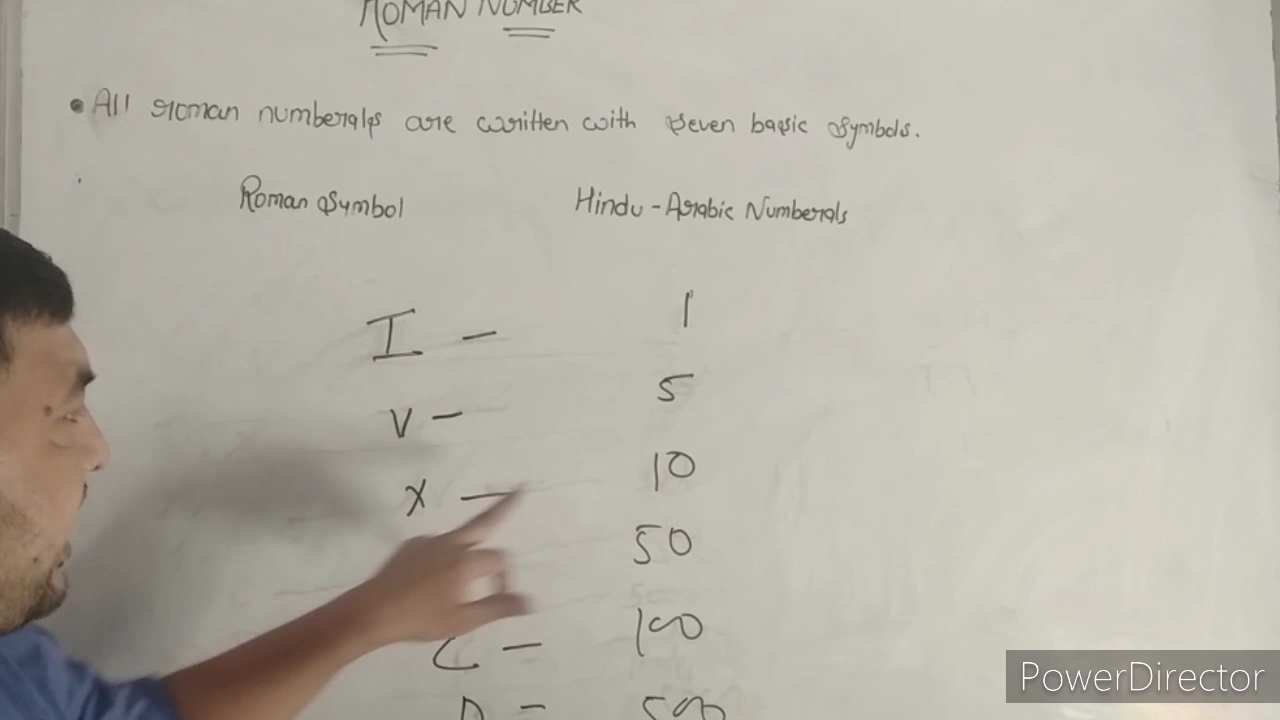 ROMAN NUMBER
• All roman numberals are written with seven basic symbols.
Roman Symbol Hindu-Arabic Numberals
I – 1
V – 5
X – 10
50
C – 100
D – 500
PowerDirector